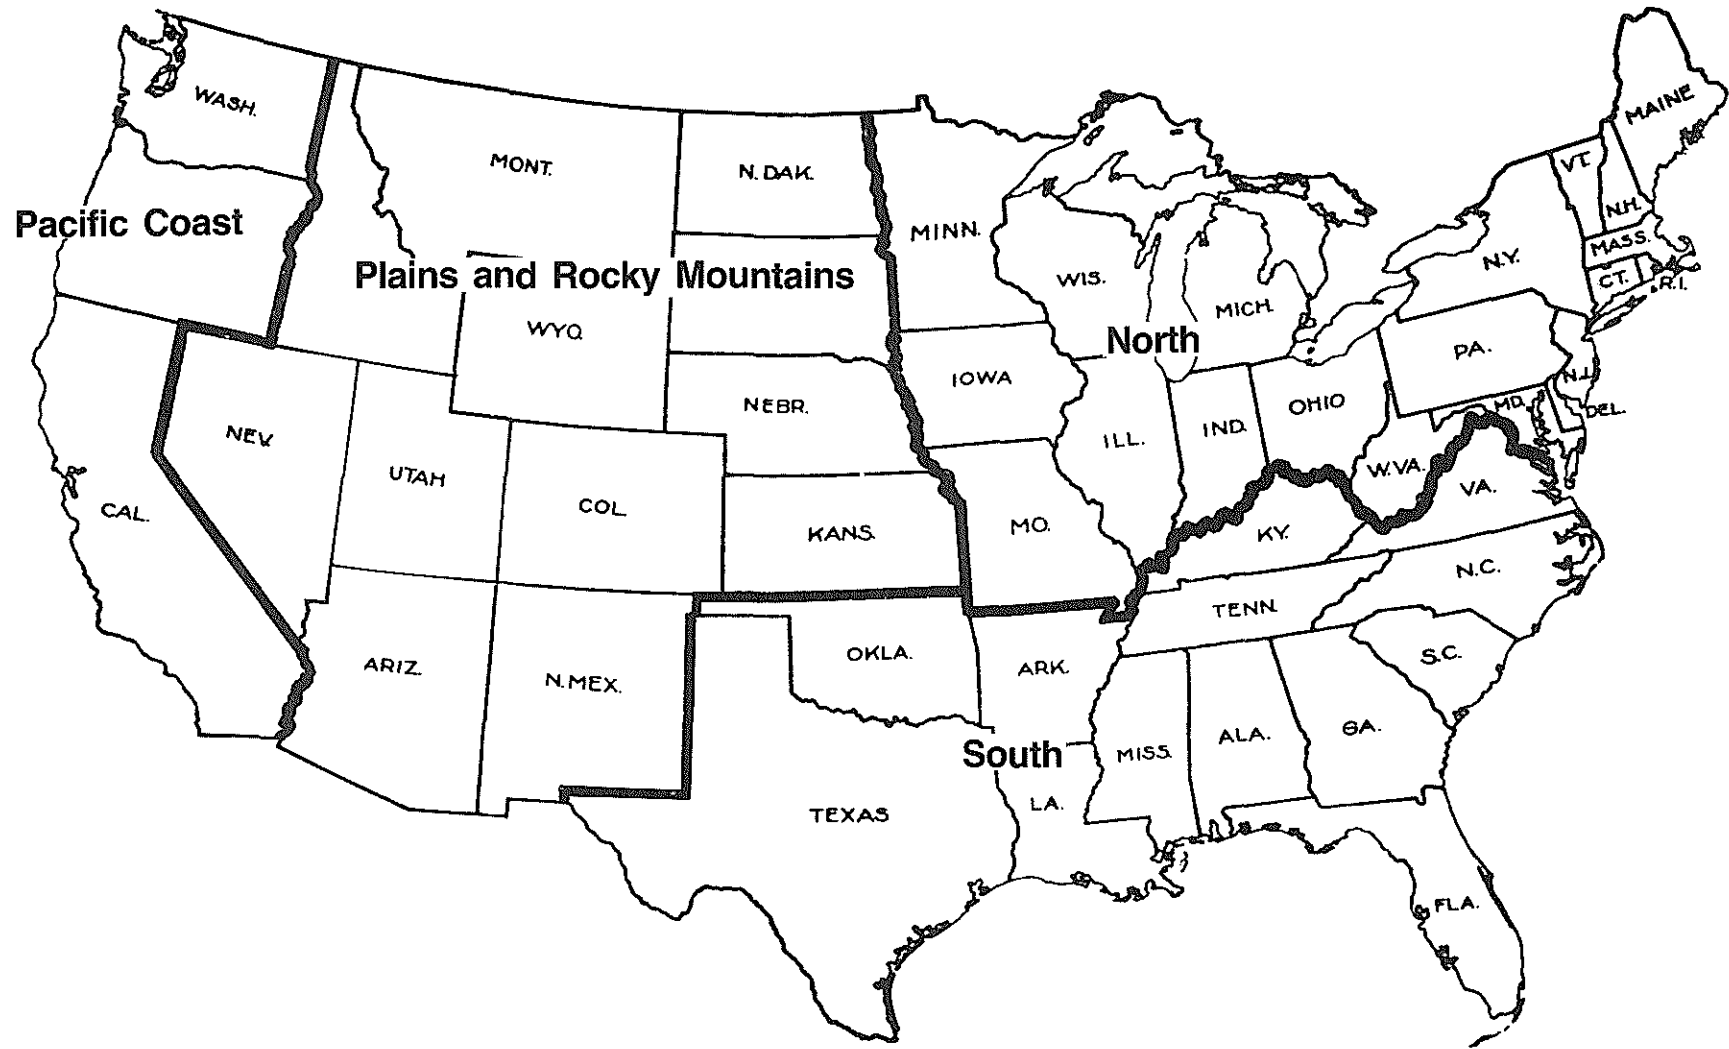 MAINE
WASH.
VT.
MONT.
N. DAK.
N.H.
Pacific Coast
MINN.
MASS.
N.Y.
Plains and Rocky Mountains
WIS.
CT.
R.I.
MICH.
WYO.
North
PA.
IOWA
N.J.
NEBR.
OHIO
MD.
DEL.
NEV.
IND.
ILL.
UTAH
W.VA.
VA.
COL.
CAL.
MO.
KANS.
KY.
N.C.
TENN.
OKLA.
S.C.
ARIZ.
ARK.
N. MEX.
GA.
ALA.
South
MISS.
LA.
TEXAS
FLA.